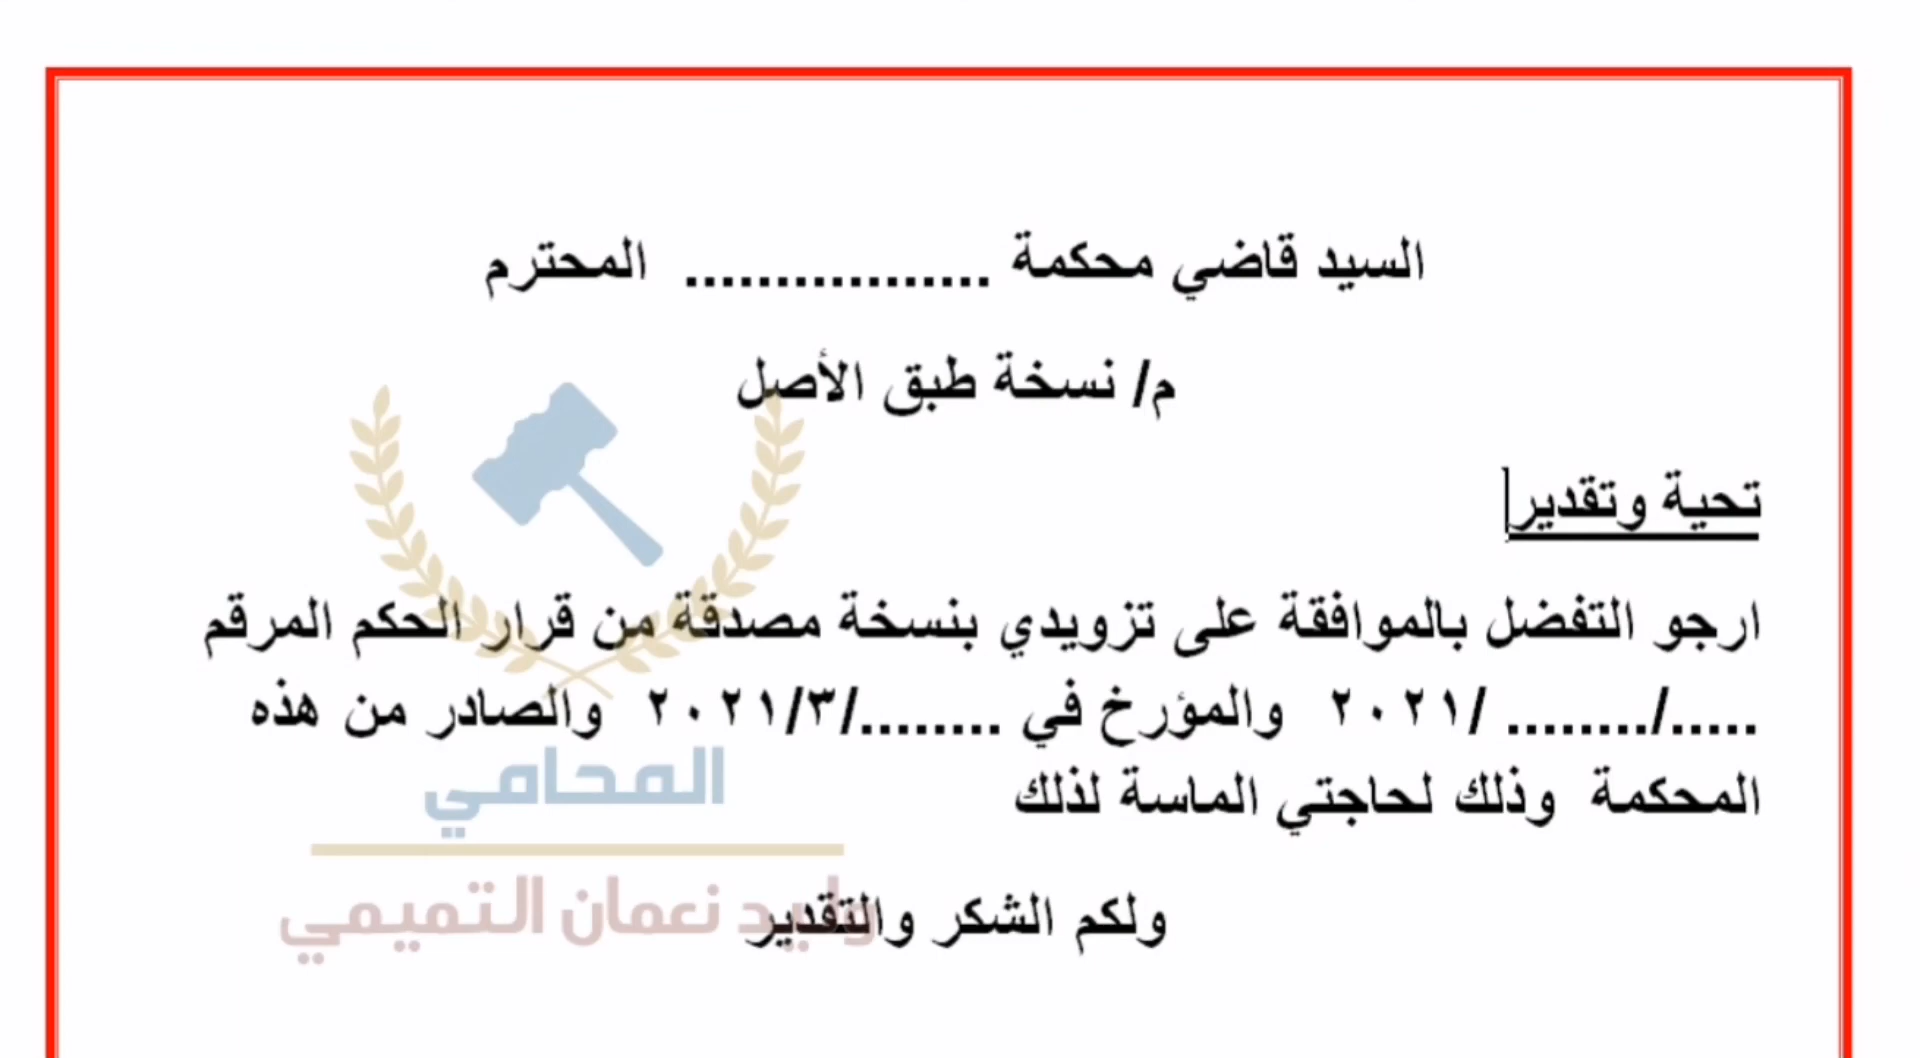 السيد قاضي محكمة ................. المحترم
م/ نسخة طبق الأصل
تحية وتقدير
ارجو التفضل بالموافقة على تزويدي بنسخة مصدقة من قرار الحكم المرقم
...../......../ ٢٠٢١ والمؤرخ في ......../٢٠٢١/٣ والصادر من هذه
المحكمة وذلك لحاجتي الماسة لذلك
ولكم الشكر والتقدير
المحامي
وليد نعمان التميمي